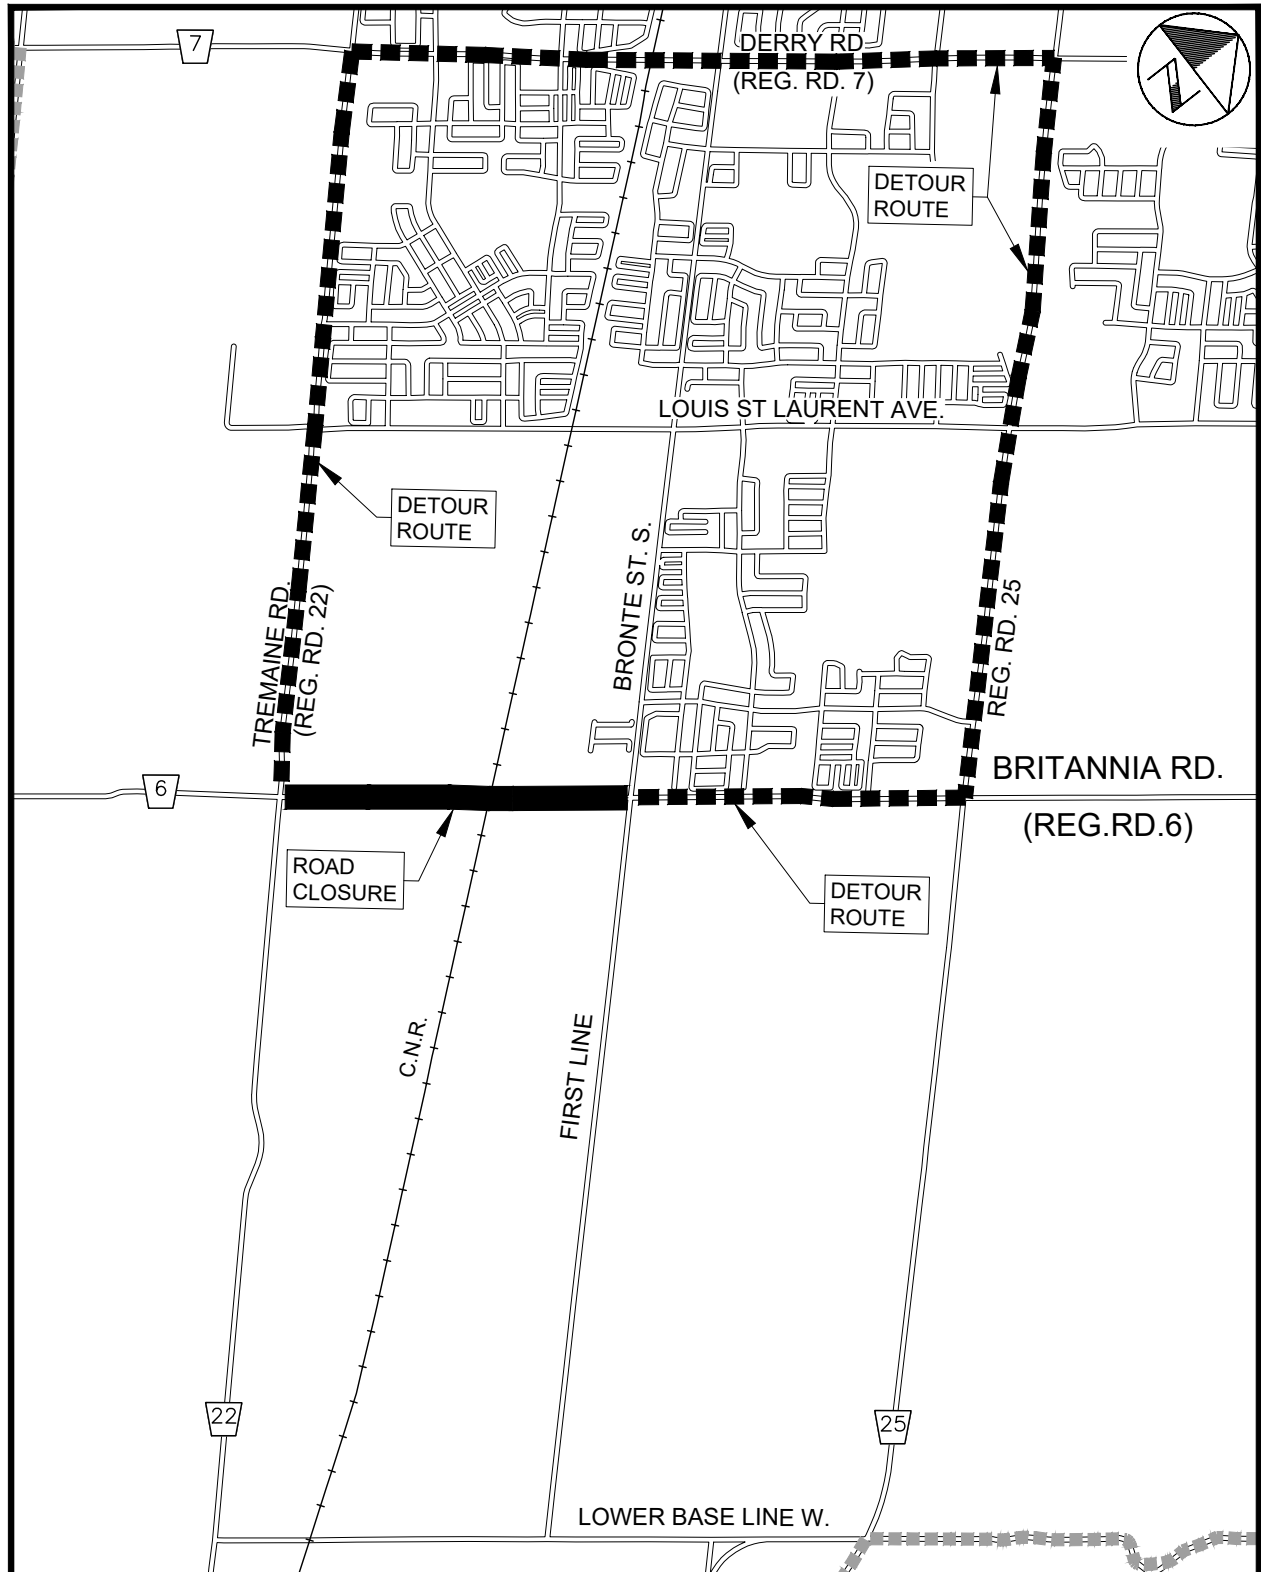 7
DERRY RD
(REG. RD. 7)
DETOUR
ROUTE
LOUIS ST LAURENT AVE.
DETOUR
ROUTE
BRONTE ST. S.
TREMAINE RD.
(REG. RD. 22)
REG. RD. 25
BRITANNIA RD.
(REG.RD.6)
6
ROAD
CLOSURE
DETOUR
ROUTE
C.N.R.
FIRST LINE
22
25
LOWER BASE LINE W.